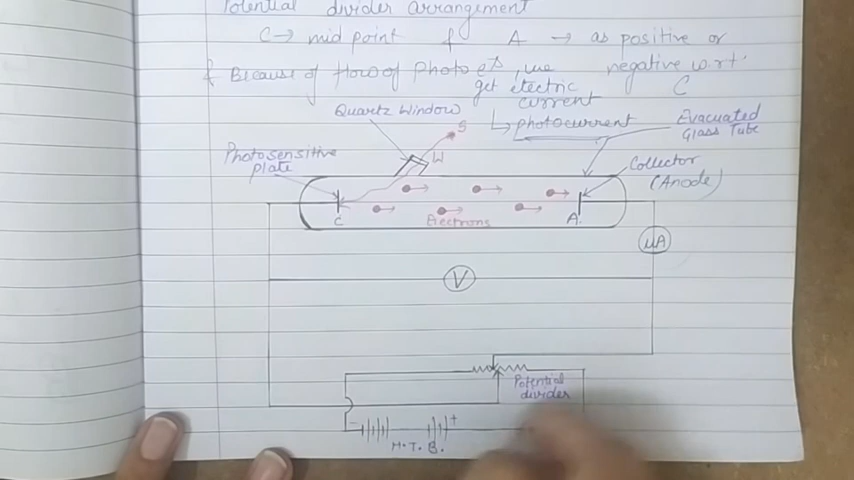 Potential divider arrangement
C → mid point & A → as positive or
negative w.r.t. C
& Because of flow of photo e⁻s, we
get electric
current
↳ photocurrent
Quartz Window
S
Evacuated
Glass Tube
Photosensitive
plate
W
Collector
(Anode)
C
Electrons
A
μA
V
Potential
divider
- +
H.T.B.